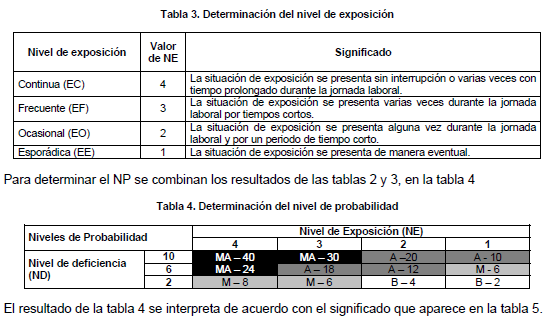 Tabla 3. Determinación del nivel de exposición
Nivel de exposición Valor de NE Significado
Continua (EC) 4 La situación de exposición se presenta sin interrupción o varias veces con tiempo prolongado durante la jornada laboral.
Frecuente (EF) 3 La situación de exposición se presenta varias veces durante la jornada laboral por tiempos cortos.
Ocasional (EO) 2 La situación de exposición se presenta alguna vez durante la jornada laboral y por un periodo de tiempo corto.
Esporádica (EE) 1 La situación de exposición se presenta de manera eventual.
Para determinar el NP se combinan los resultados de las tablas 2 y 3, en la tabla 4
Tabla 4. Determinación del nivel de probabilidad
Niveles de Probabilidad Nivel de Exposición (NE)
4 3 2 1
Nivel de deficiencia (ND) 10 MA – 40 MA – 30 A –20 A - 10
6 MA – 24 A – 18 A – 12 M - 6
2 M – 8 M – 6 B – 4 B – 2
El resultado de la tabla 4 se interpreta de acuerdo con el significado que aparece en la tabla 5.